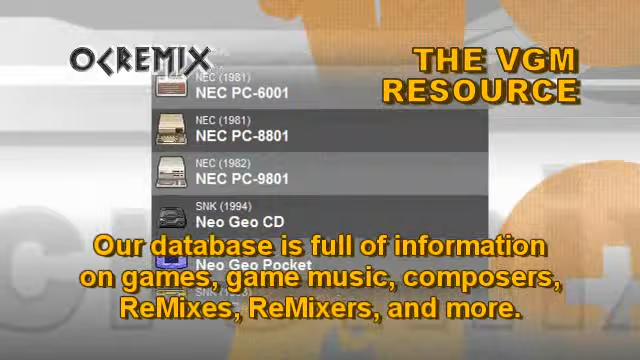 OCREMIX
THE VGM
RESOURCE
NEC (1981)
NEC PC-6001
NEC (1981)
NEC PC-8801
NEC (1982)
NEC PC-9801
SNK (1994)
Neo Geo CD
Neo Geo Pocket
Our database is full of information
on games, game music, composers,
ReMixes, ReMixers, and more.